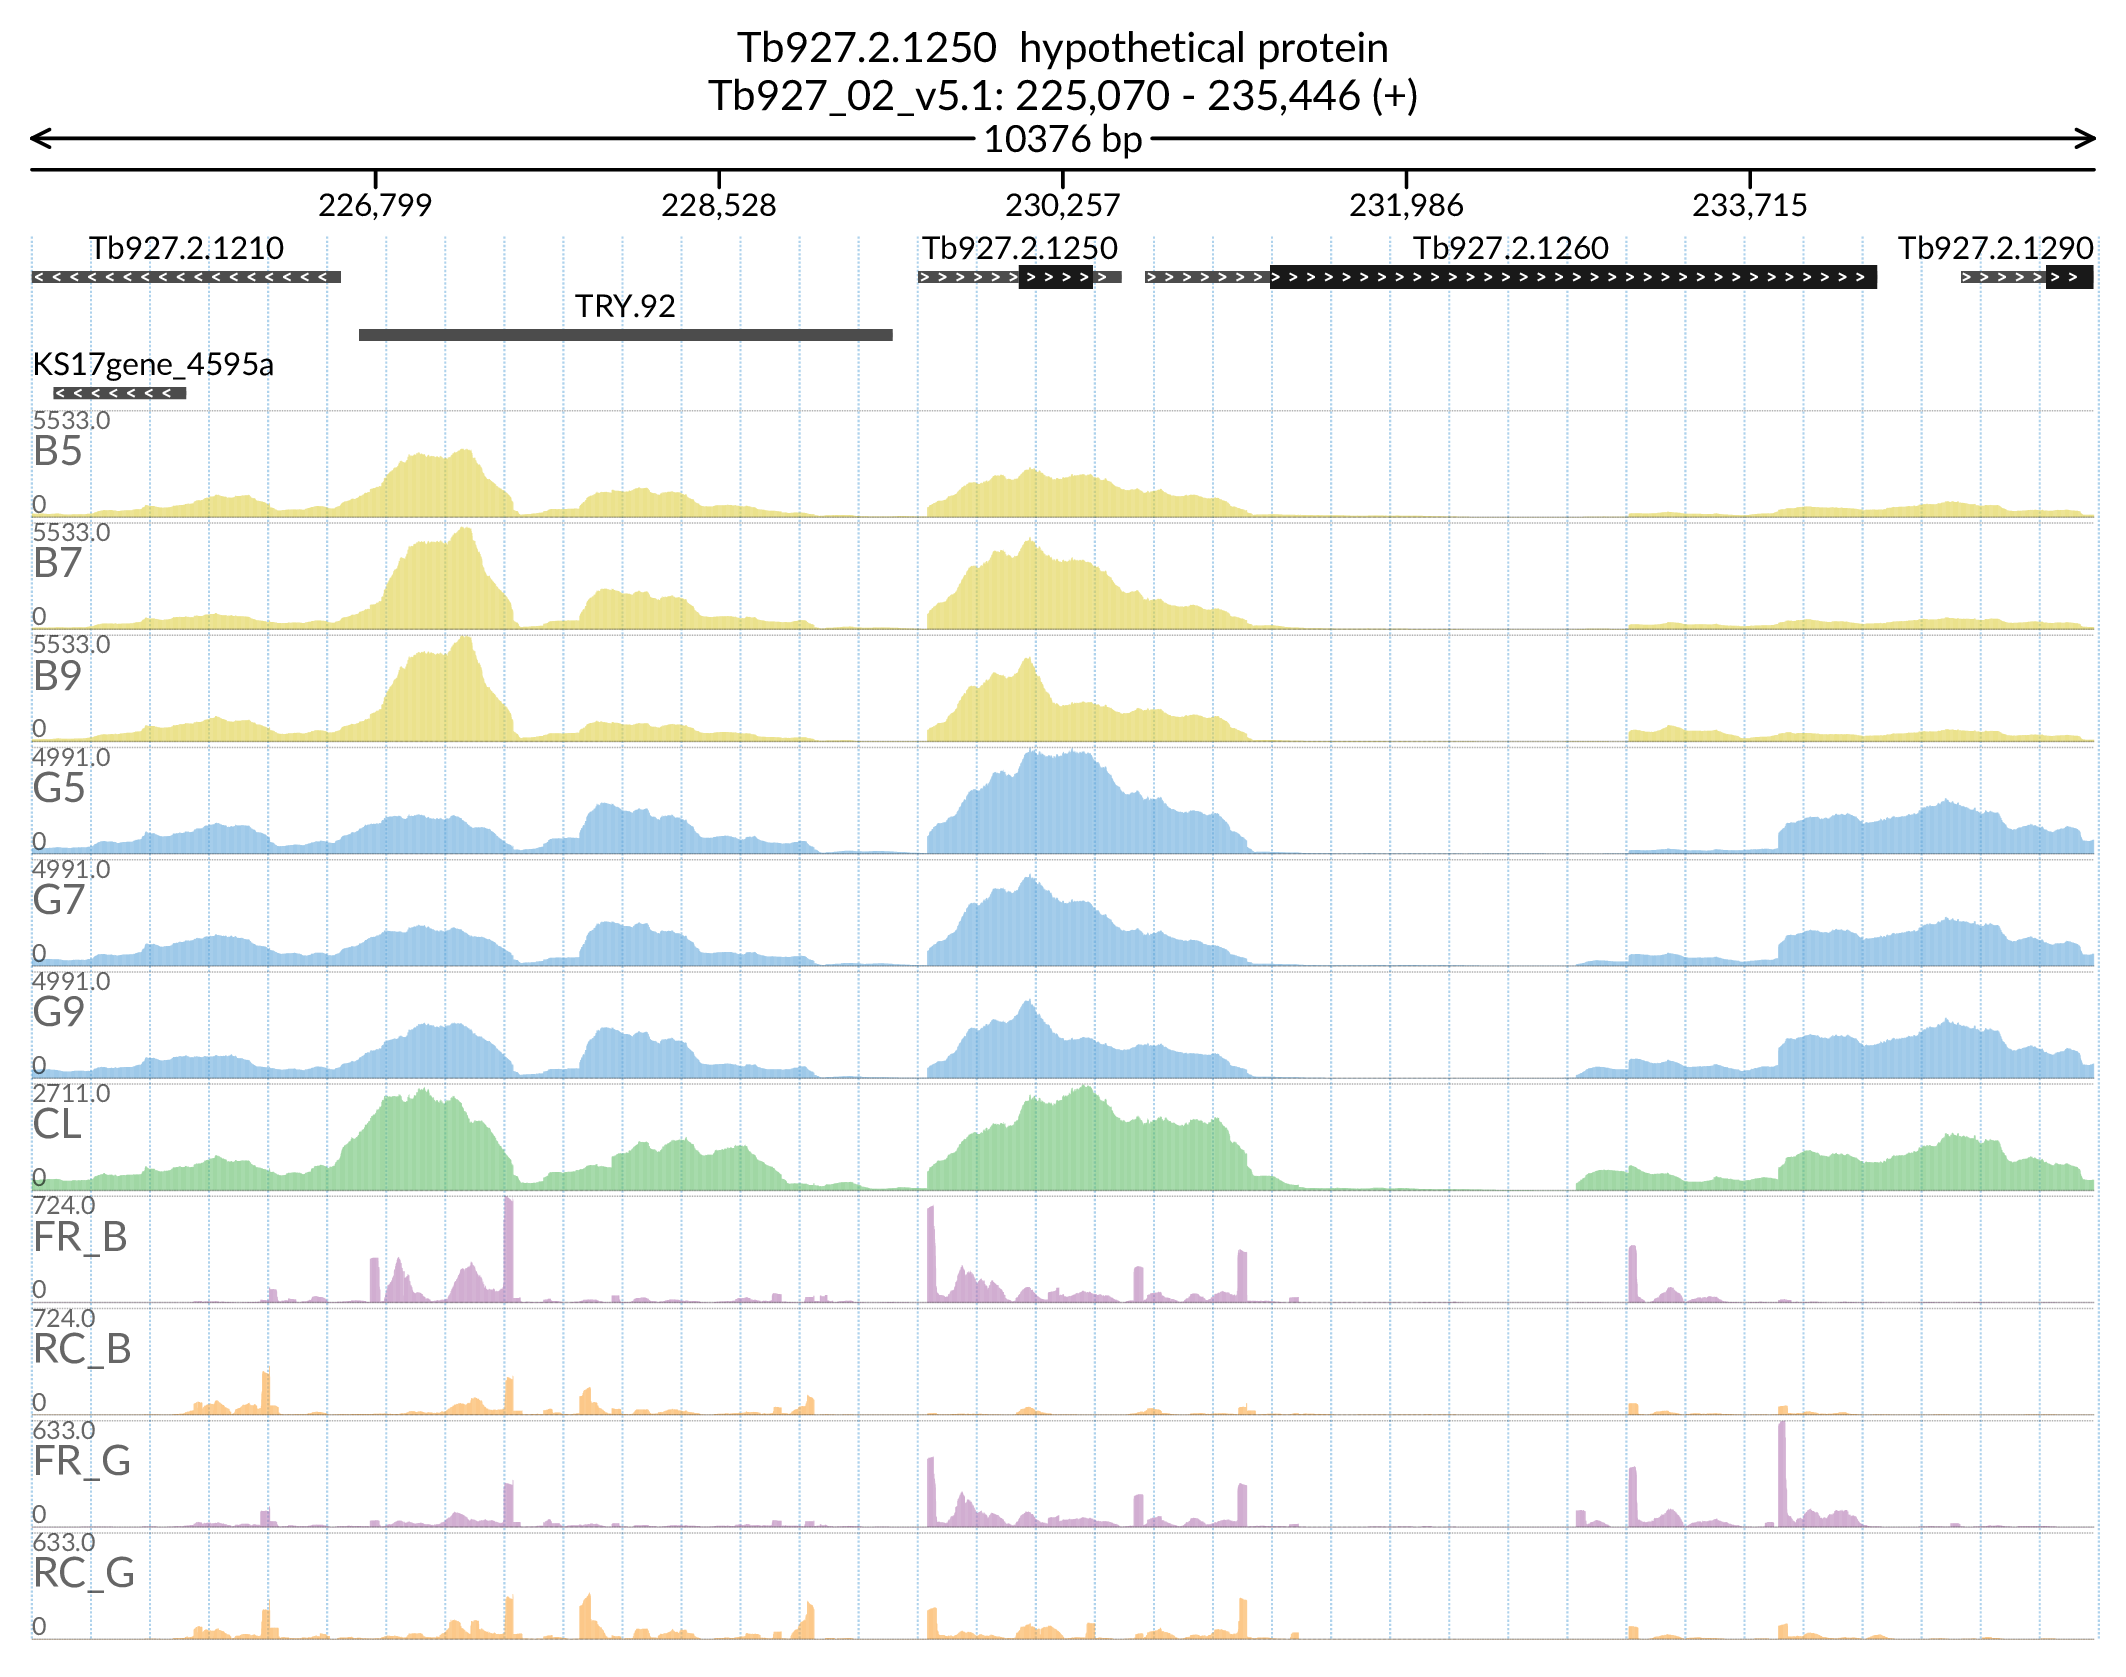 Tb927.2.1250  hypothetical protein
Tb927_02_v5.1: 225,070 - 235,446 (+)
10376 bp
226,799 228,528 230,257 231,986 233,715
Tb927.2.1210 Tb927.2.1250 Tb927.2.1260 Tb927.2.1290
TRY.92
KS17gene_4595a
5533.0
B5
0
5533.0
B7
0
5533.0
B9
0
4991.0
G5
0
4991.0
G7
0
4991.0
G9
0
2711.0
CL
0
724.0
FR_B
0
724.0
RC_B
0
633.0
FR_G
0
633.0
RC_G
0